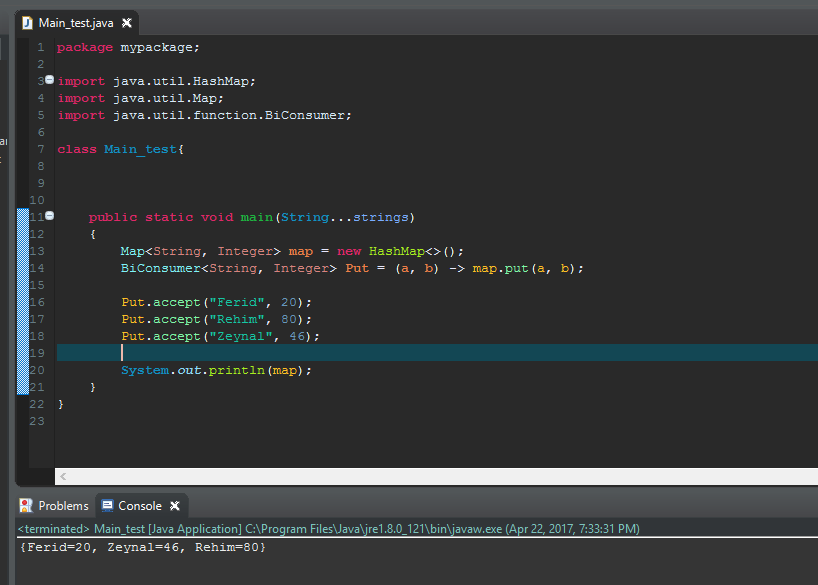 Main_test.java
1 package mypackage;
2
3 import java.util.HashMap;
4 import java.util.Map;
5 import java.util.function.BiConsumer;
6
7 class Main_test{
8
9
10
11 public static void main(String...strings)
12 {
13 Map<String, Integer> map = new HashMap<>();
14 BiConsumer<String, Integer> Put = (a, b) -> map.put(a, b);
15
16 Put.accept("Ferid", 20);
17 Put.accept("Rehim", 80);
18 Put.accept("Zeynal", 46);
19
20 System.out.println(map);
21 }
22 }
23
Problems Console
<terminated> Main_test [Java Application] C:\Program Files\Java\jre1.8.0_121\bin\javaw.exe (Apr 22, 2017, 7:33:31 PM)
{Ferid=20, Zeynal=46, Rehim=80}